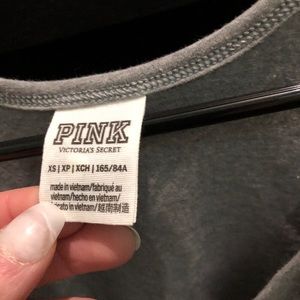 PINK
VICTORIA'S SECRET
XS | XP | XCH | 165/84A
made in vietnam/fabriqué au
vietnam/hecho en vietnam/
icato in vietnam/越南制造